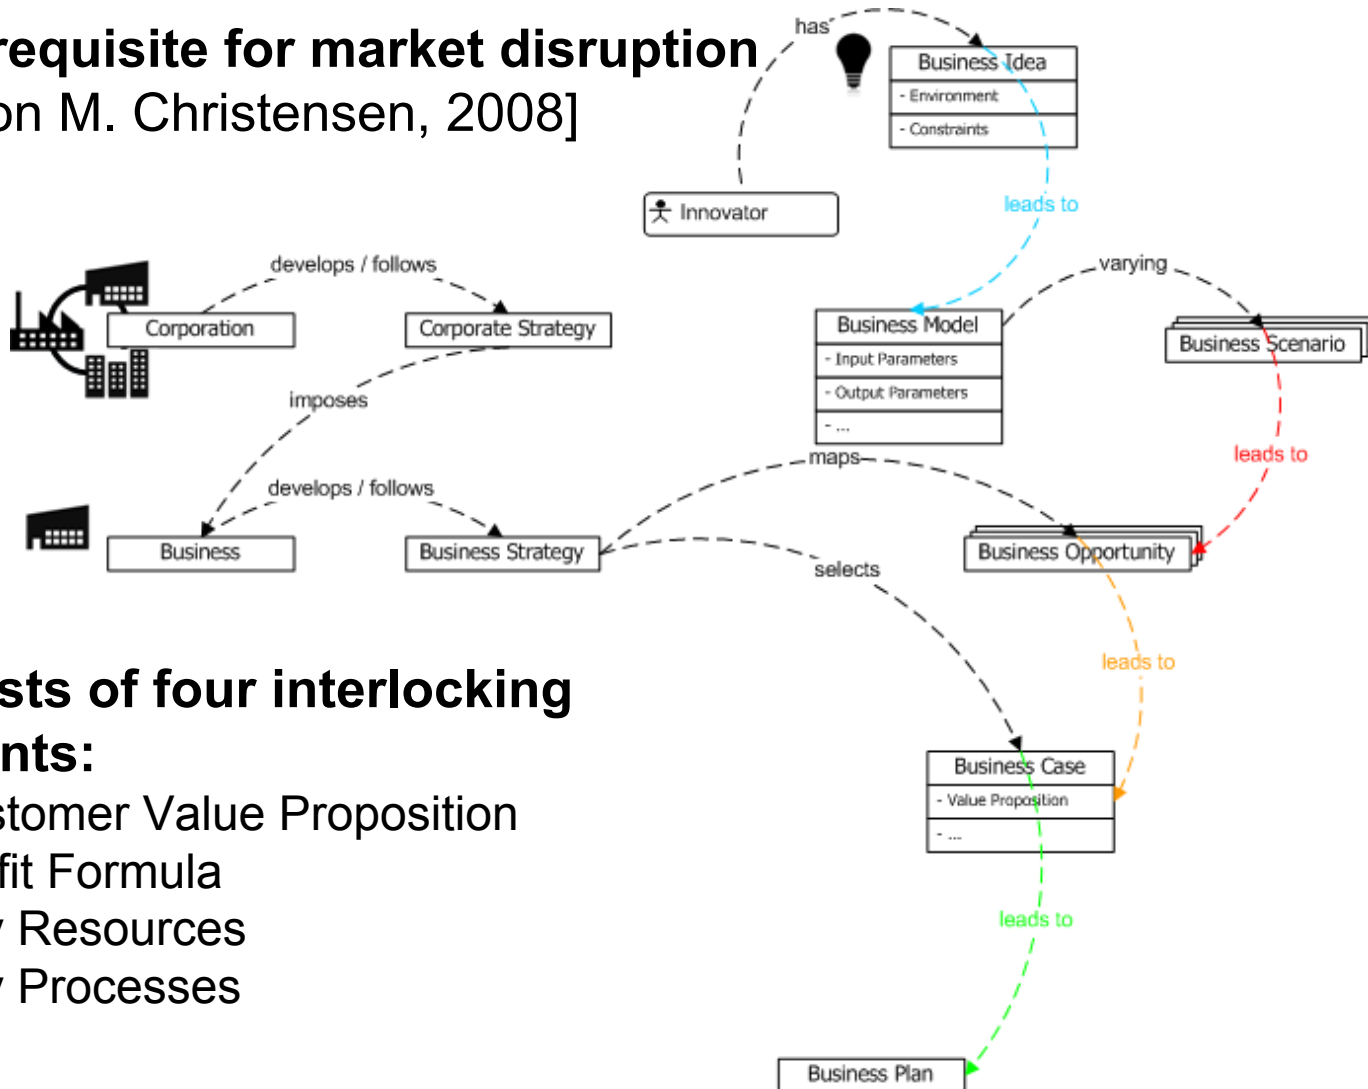 requisite for market disruption
on M. Christensen, 2008]
has
Business Idea
- Environment
- Constraints
leads to
Innovator
develops / follows
varying
Corporation
Corporate Strategy
Business Model
- Input Parameters
- Output Parameters
- ...
Business Scenario
imposes
leads to
maps
develops / follows
Business
Business Strategy
Business Opportunity
selects
leads to
sts of four interlocking
nts:
stomer Value Proposition
fit Formula
y Resources
y Processes
Business Case
- Value Proposition
- ...
leads to
Business Plan